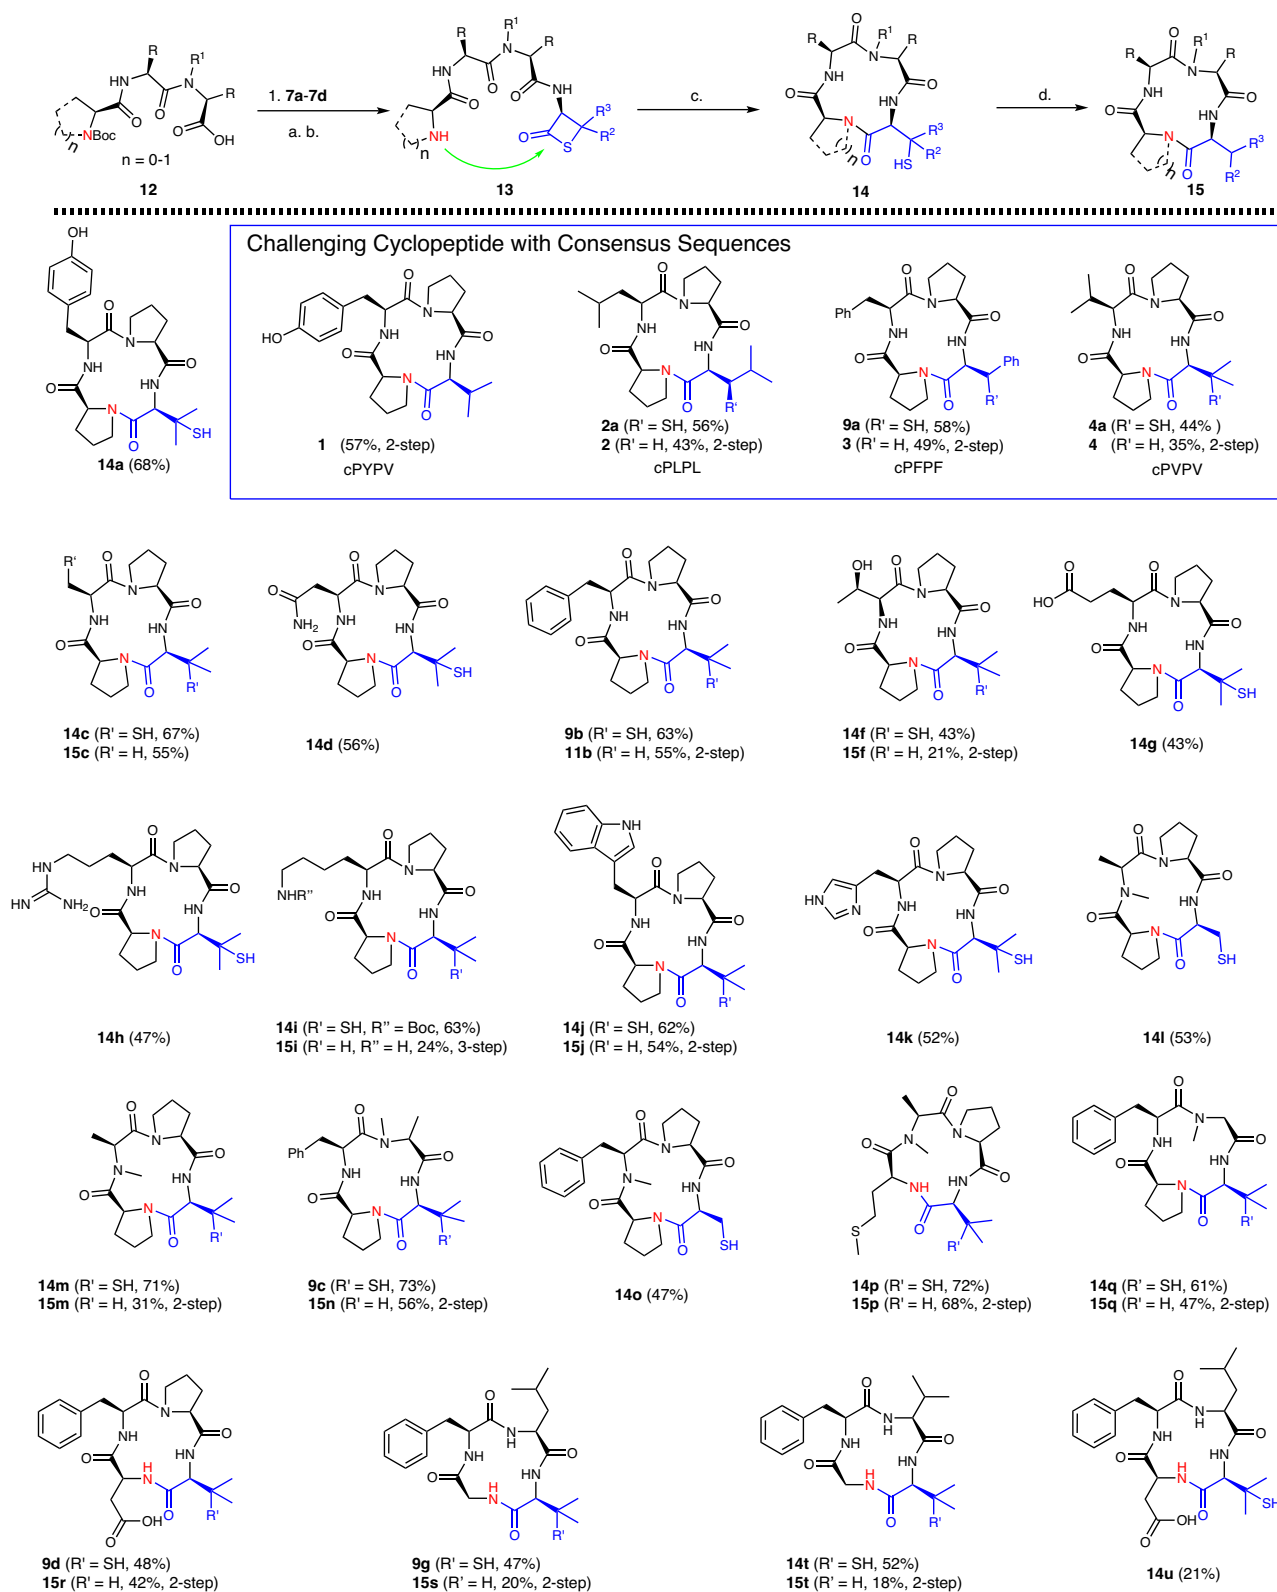 1. 7a-7d
a. b.
c.
d.
n = 0-1
12
13
14
15
Challenging Cyclopeptide with Consensus Sequences
14a (68%)
1 (57%, 2-step)
cPYPV
2a (R' = SH, 56%)
2 (R' = H, 43%, 2-step)
cPLPL
9a (R' = SH, 58%)
3 (R' = H, 49%, 2-step)
cPFPF
4a (R' = SH, 44% )
4 (R' = H, 35%, 2-step)
cPVPV
14c (R' = SH, 67%)
15c (R' = H, 55%)
14d (56%)
9b (R' = SH, 63%)
11b (R' = H, 55%, 2-step)
14f (R' = SH, 43%)
15f (R' = H, 21%, 2-step)
14g (43%)
14h (47%)
14i (R' = SH, R'' = Boc, 63%)
15i (R' = H, R'' = H, 24%, 3-step)
14j (R' = SH, 62%)
15j (R' = H, 54%, 2-step)
14k (52%)
14l (53%)
14m (R' = SH, 71%)
15m (R' = H, 31%, 2-step)
9c (R' = SH, 73%)
15n (R' = H, 56%, 2-step)
14o (47%)
14p (R' = SH, 72%)
15p (R' = H, 68%, 2-step)
14q (R' = SH, 61%)
15q (R' = H, 47%, 2-step)
9d (R' = SH, 48%)
15r (R' = H, 42%, 2-step)
9g (R' = SH, 47%)
15s (R' = H, 20%, 2-step)
14t (R' = SH, 52%)
15t (R' = H, 18%, 2-step)
14u (21%)